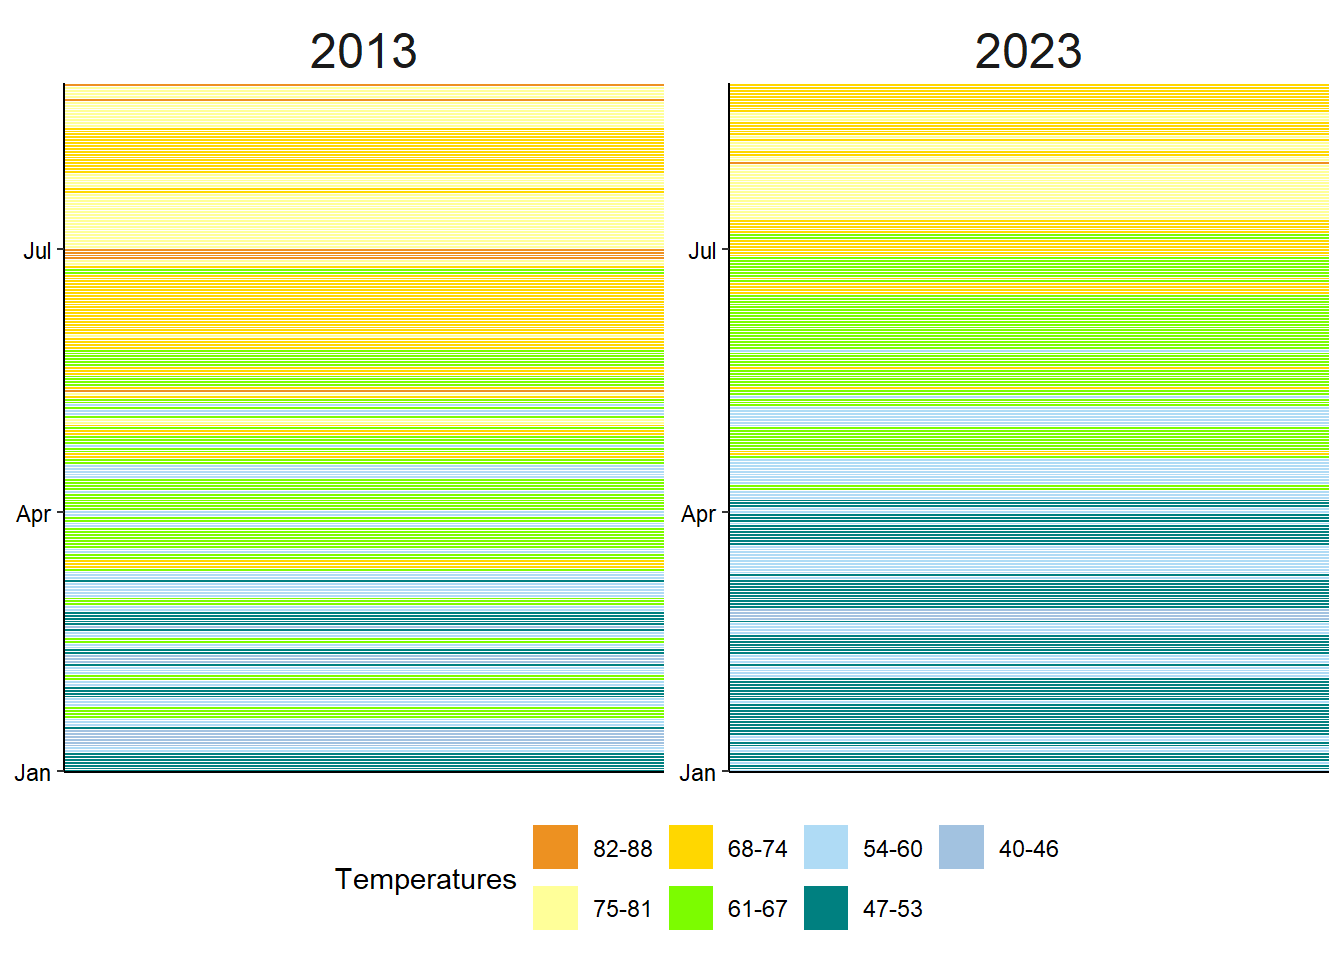 2013 2023
Jul Jul
Apr Apr
Jan Jan
82-88 68-74 54-60 40-46
Temperatures
75-81 61-67 47-53